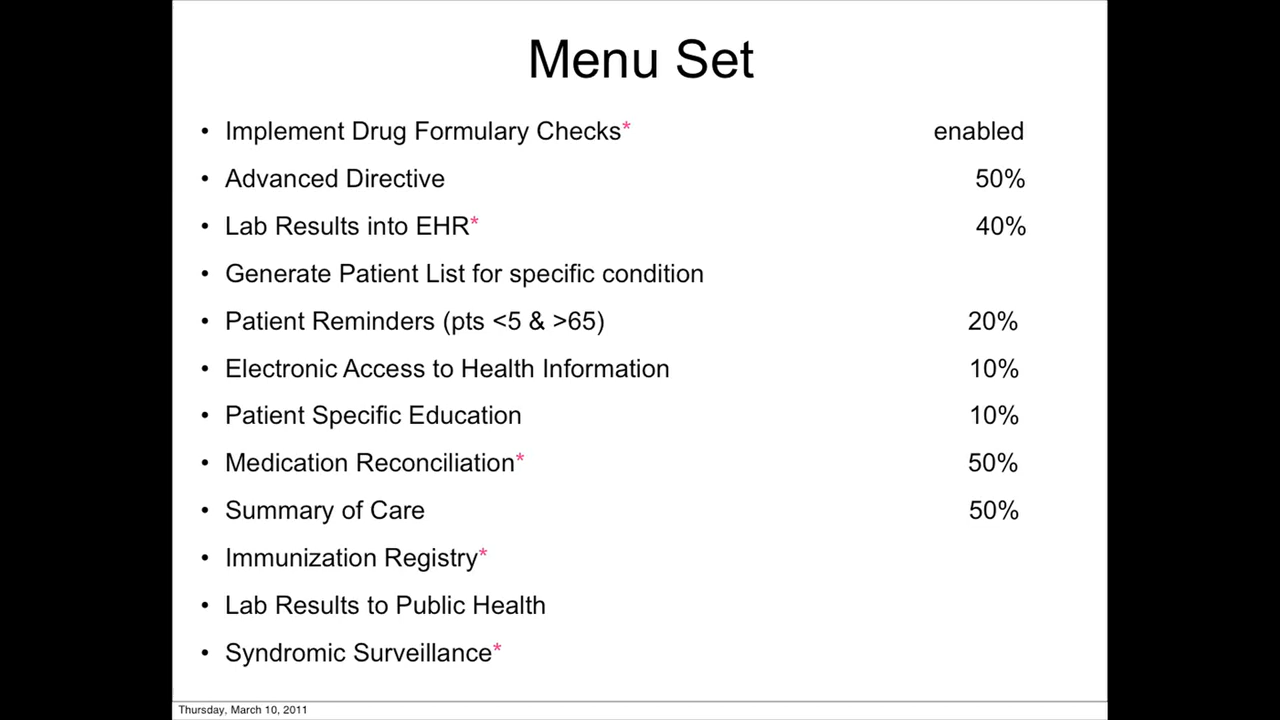 Menu Set
• Implement Drug Formulary Checks* enabled
• Advanced Directive 50%
• Lab Results into EHR* 40%
• Generate Patient List for specific condition
• Patient Reminders (pts <5 & >65) 20%
• Electronic Access to Health Information 10%
• Patient Specific Education 10%
• Medication Reconciliation* 50%
• Summary of Care 50%
• Immunization Registry*
• Lab Results to Public Health
• Syndromic Surveillance*
Thursday, March 10, 2011